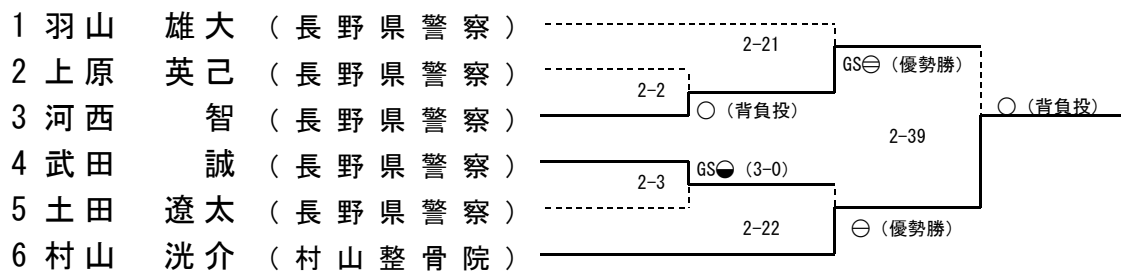 1 羽山 雄大 (長野県警察)
2-21
GS㊀ (優勢勝)
2 上原 英己 (長野県警察)
2-2
○ (背負投)
○ (背負投)
3 河西 智 (長野県警察)
2-39
4 武田 誠 (長野県警察)
GS◒ (3-0)
2-3
5 土田 遼太 (長野県警察)
2-22
⊖ (優勢勝)
6 村山 洸介 (村山整骨院)